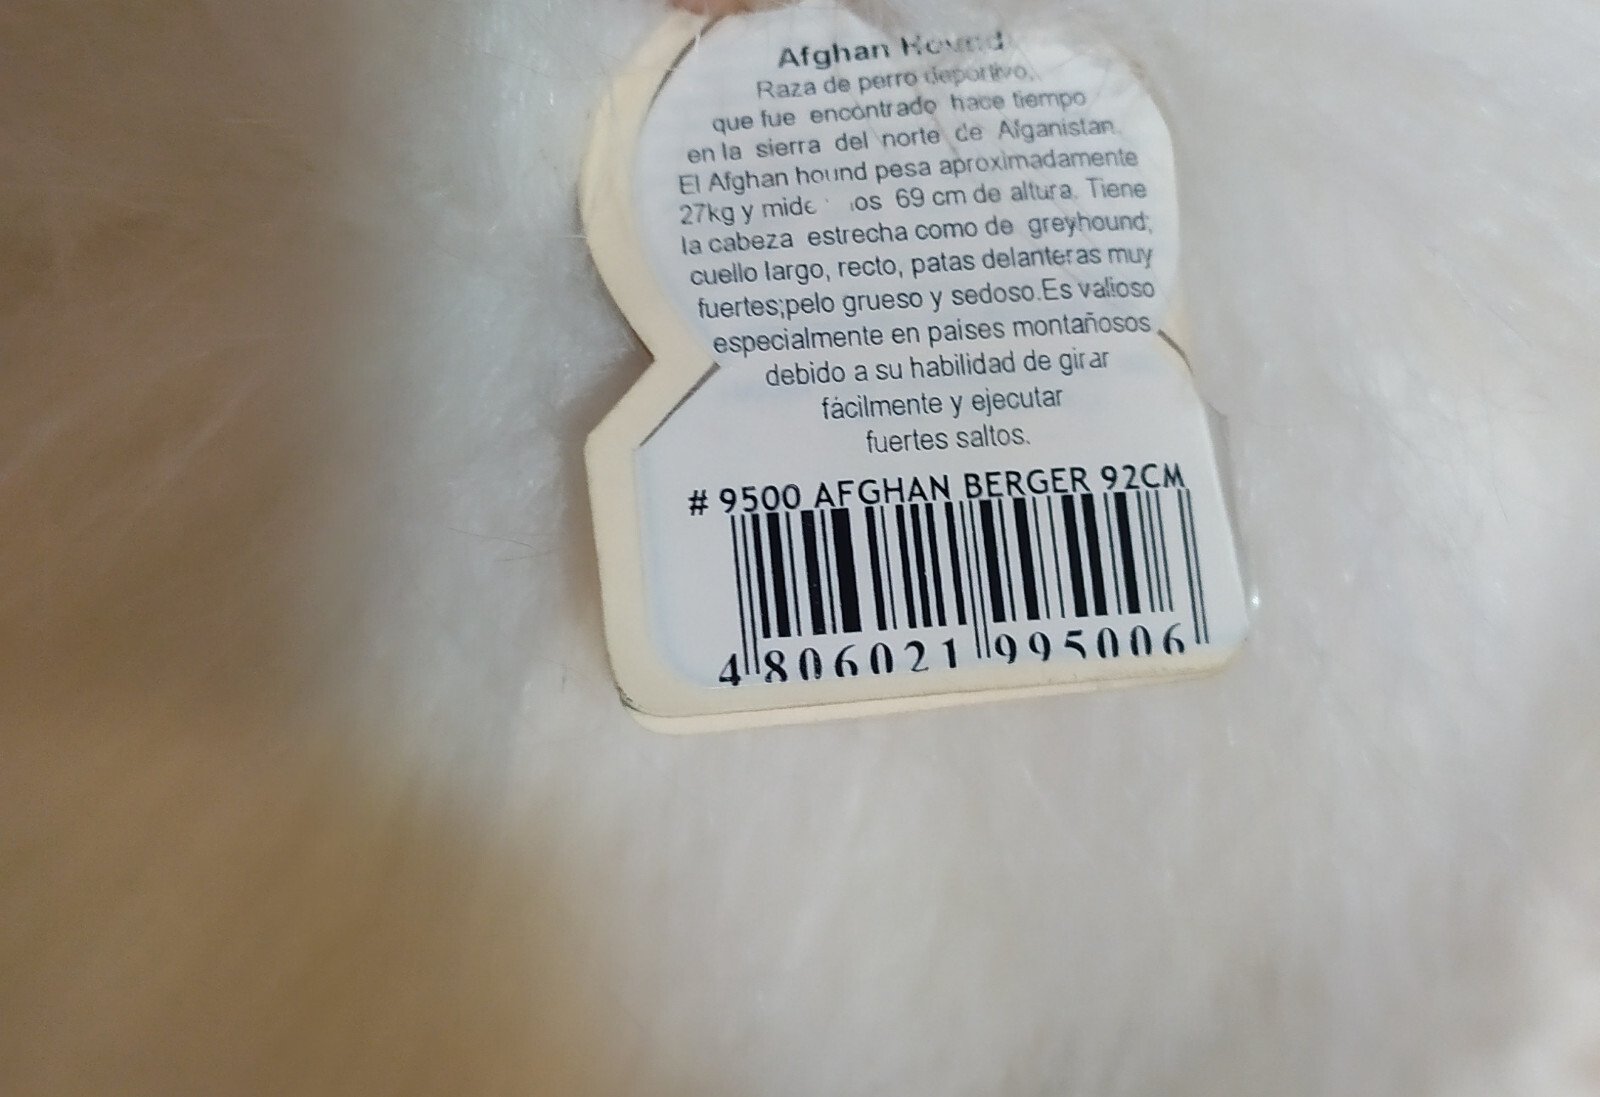 Afghan Hound
Raza de perro deportivo,
que fue encontrado hace tiempo
en la sierra del norte de Afganistan.
El Afghan hound pesa aproximadamente
27kg y mide 69 cm de altura. Tiene
la cabeza estrecha como de greyhound;
cuello largo, recto, patas delanteras muy
fuertes;pelo grueso y sedoso.Es valioso
especialmente en paises montañosos
debido a su habilidad de girar
fácilmente y ejecutar
fuertes saltos.
# 9500 AFGHAN BERGER 92CM
4 806021 995006